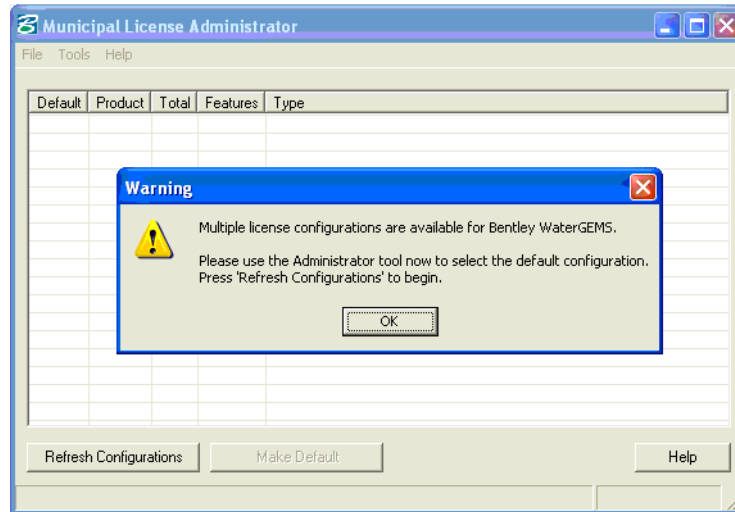 Municipal License Administrator
File Tools Help
Default Product Total Features Type
Warning
Multiple license configurations are available for Bentley WaterGEMS.
Please use the Administrator tool now to select the default configuration.
Press 'Refresh Configurations' to begin.
OK
Refresh Configurations Make Default Help